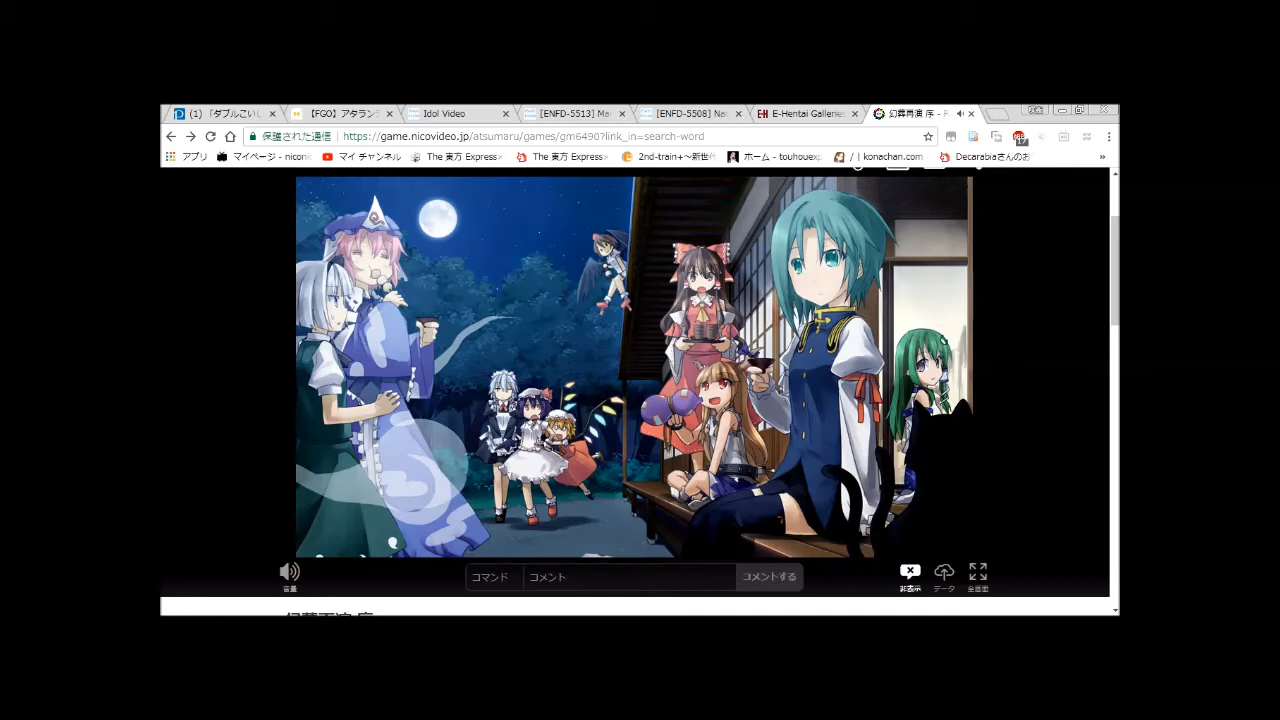 (1) 『ダブルこい(
【FGO】アタラン
Idol Video
[ENFD-5513] Ma
[ENFD-5508] Na
E-Hentai Galleries
幻葬再演 序 - R
保護された通信
https://game.nicovideo.jp/atsumaru/games/gm6490?link_in=search-word
17
アプリ
マイページ - niconi
マイ チャンネル
The 東方 Express
The 東方 Express
2nd-train+～新世
ホーム - touhouexp
/ | konachan.com
Decarabiaさんのお
»
音量
コマンド
コメント
コメントする
非表示
データ
全画面